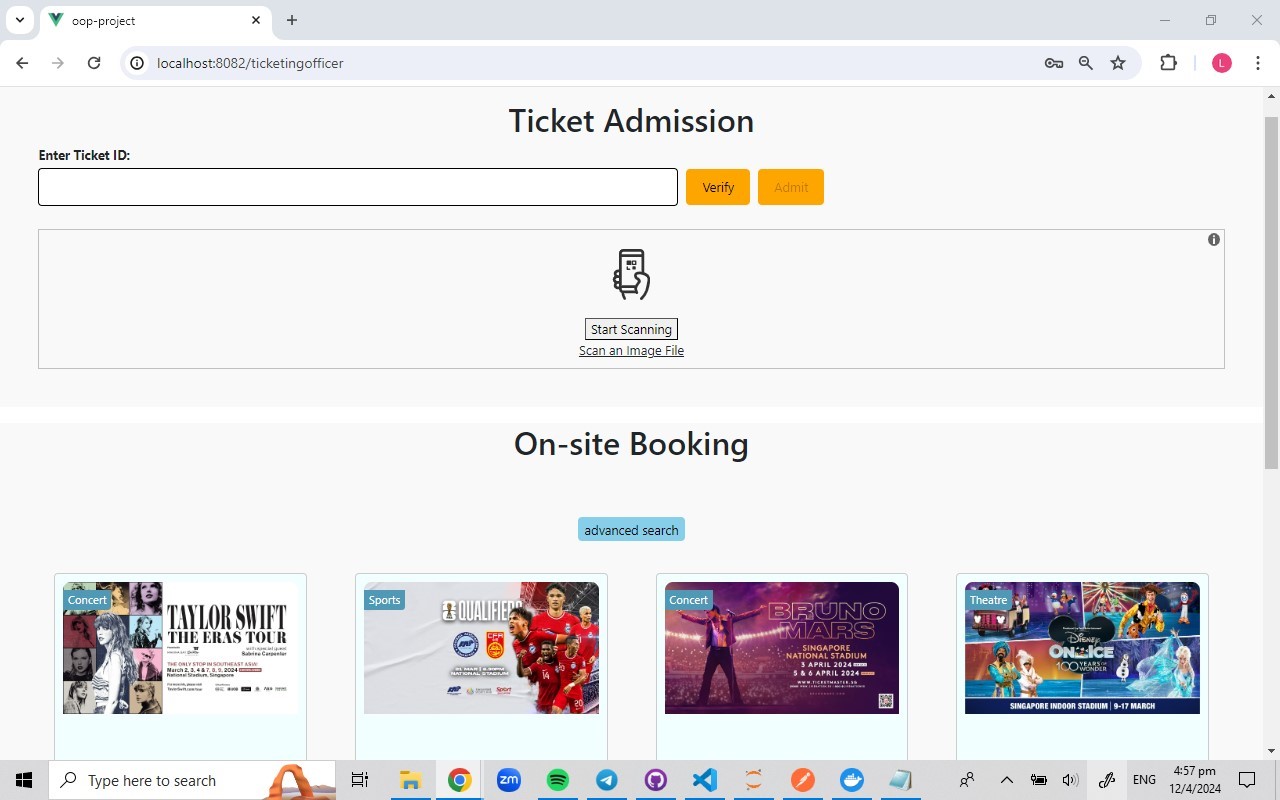 oop-project
localhost:8082/ticketingofficer
L
Ticket Admission
Enter Ticket ID:
Verify
Admit
Start Scanning
Scan an Image File
On-site Booking
advanced search
Concert
TAYLOR SWIFT
THE ERAS TOUR
with special guest
Sabrina Carpenter
THE ONLY STOP IN SOUTHEAST ASIA!
March 2, 3, 4 & 7, 8, 9, 2024
National Stadium, Singapore
Sports
QUALIFIERS
NATIONAL STADIUM
Concert
BRUNO
MARS
SINGAPORE
NATIONAL STADIUM
3 APRIL 2024
5 & 6 APRIL 2024
WWW.TICKETMASTER.SG
Theatre
Disney
ON ICE
100 YEARS OF
WONDER
SINGAPORE INDOOR STADIUM | 9-17 MARCH
Type here to search
zm
ENG
4:57 pm
12/4/2024